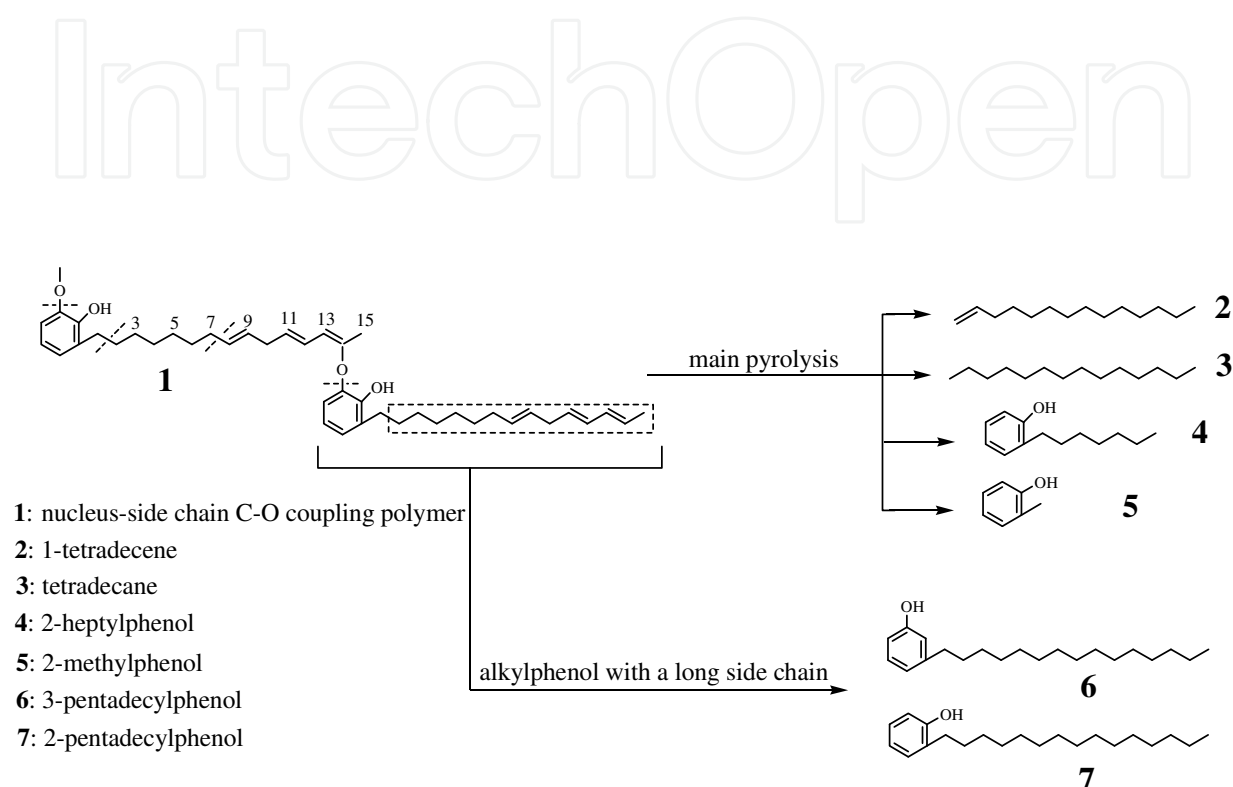 IntechOpen
O
OH
3
5
7
9
11
13
15
1
O
OH
main pyrolysis
2
3
OH
4
OH
5
1: nucleus-side chain C-O coupling polymer
2: 1-tetradecene
3: tetradecane
4: 2-heptylphenol
5: 2-methylphenol
6: 3-pentadecylphenol
7: 2-pentadecylphenol
alkylphenol with a long side chain
OH
6
OH
7